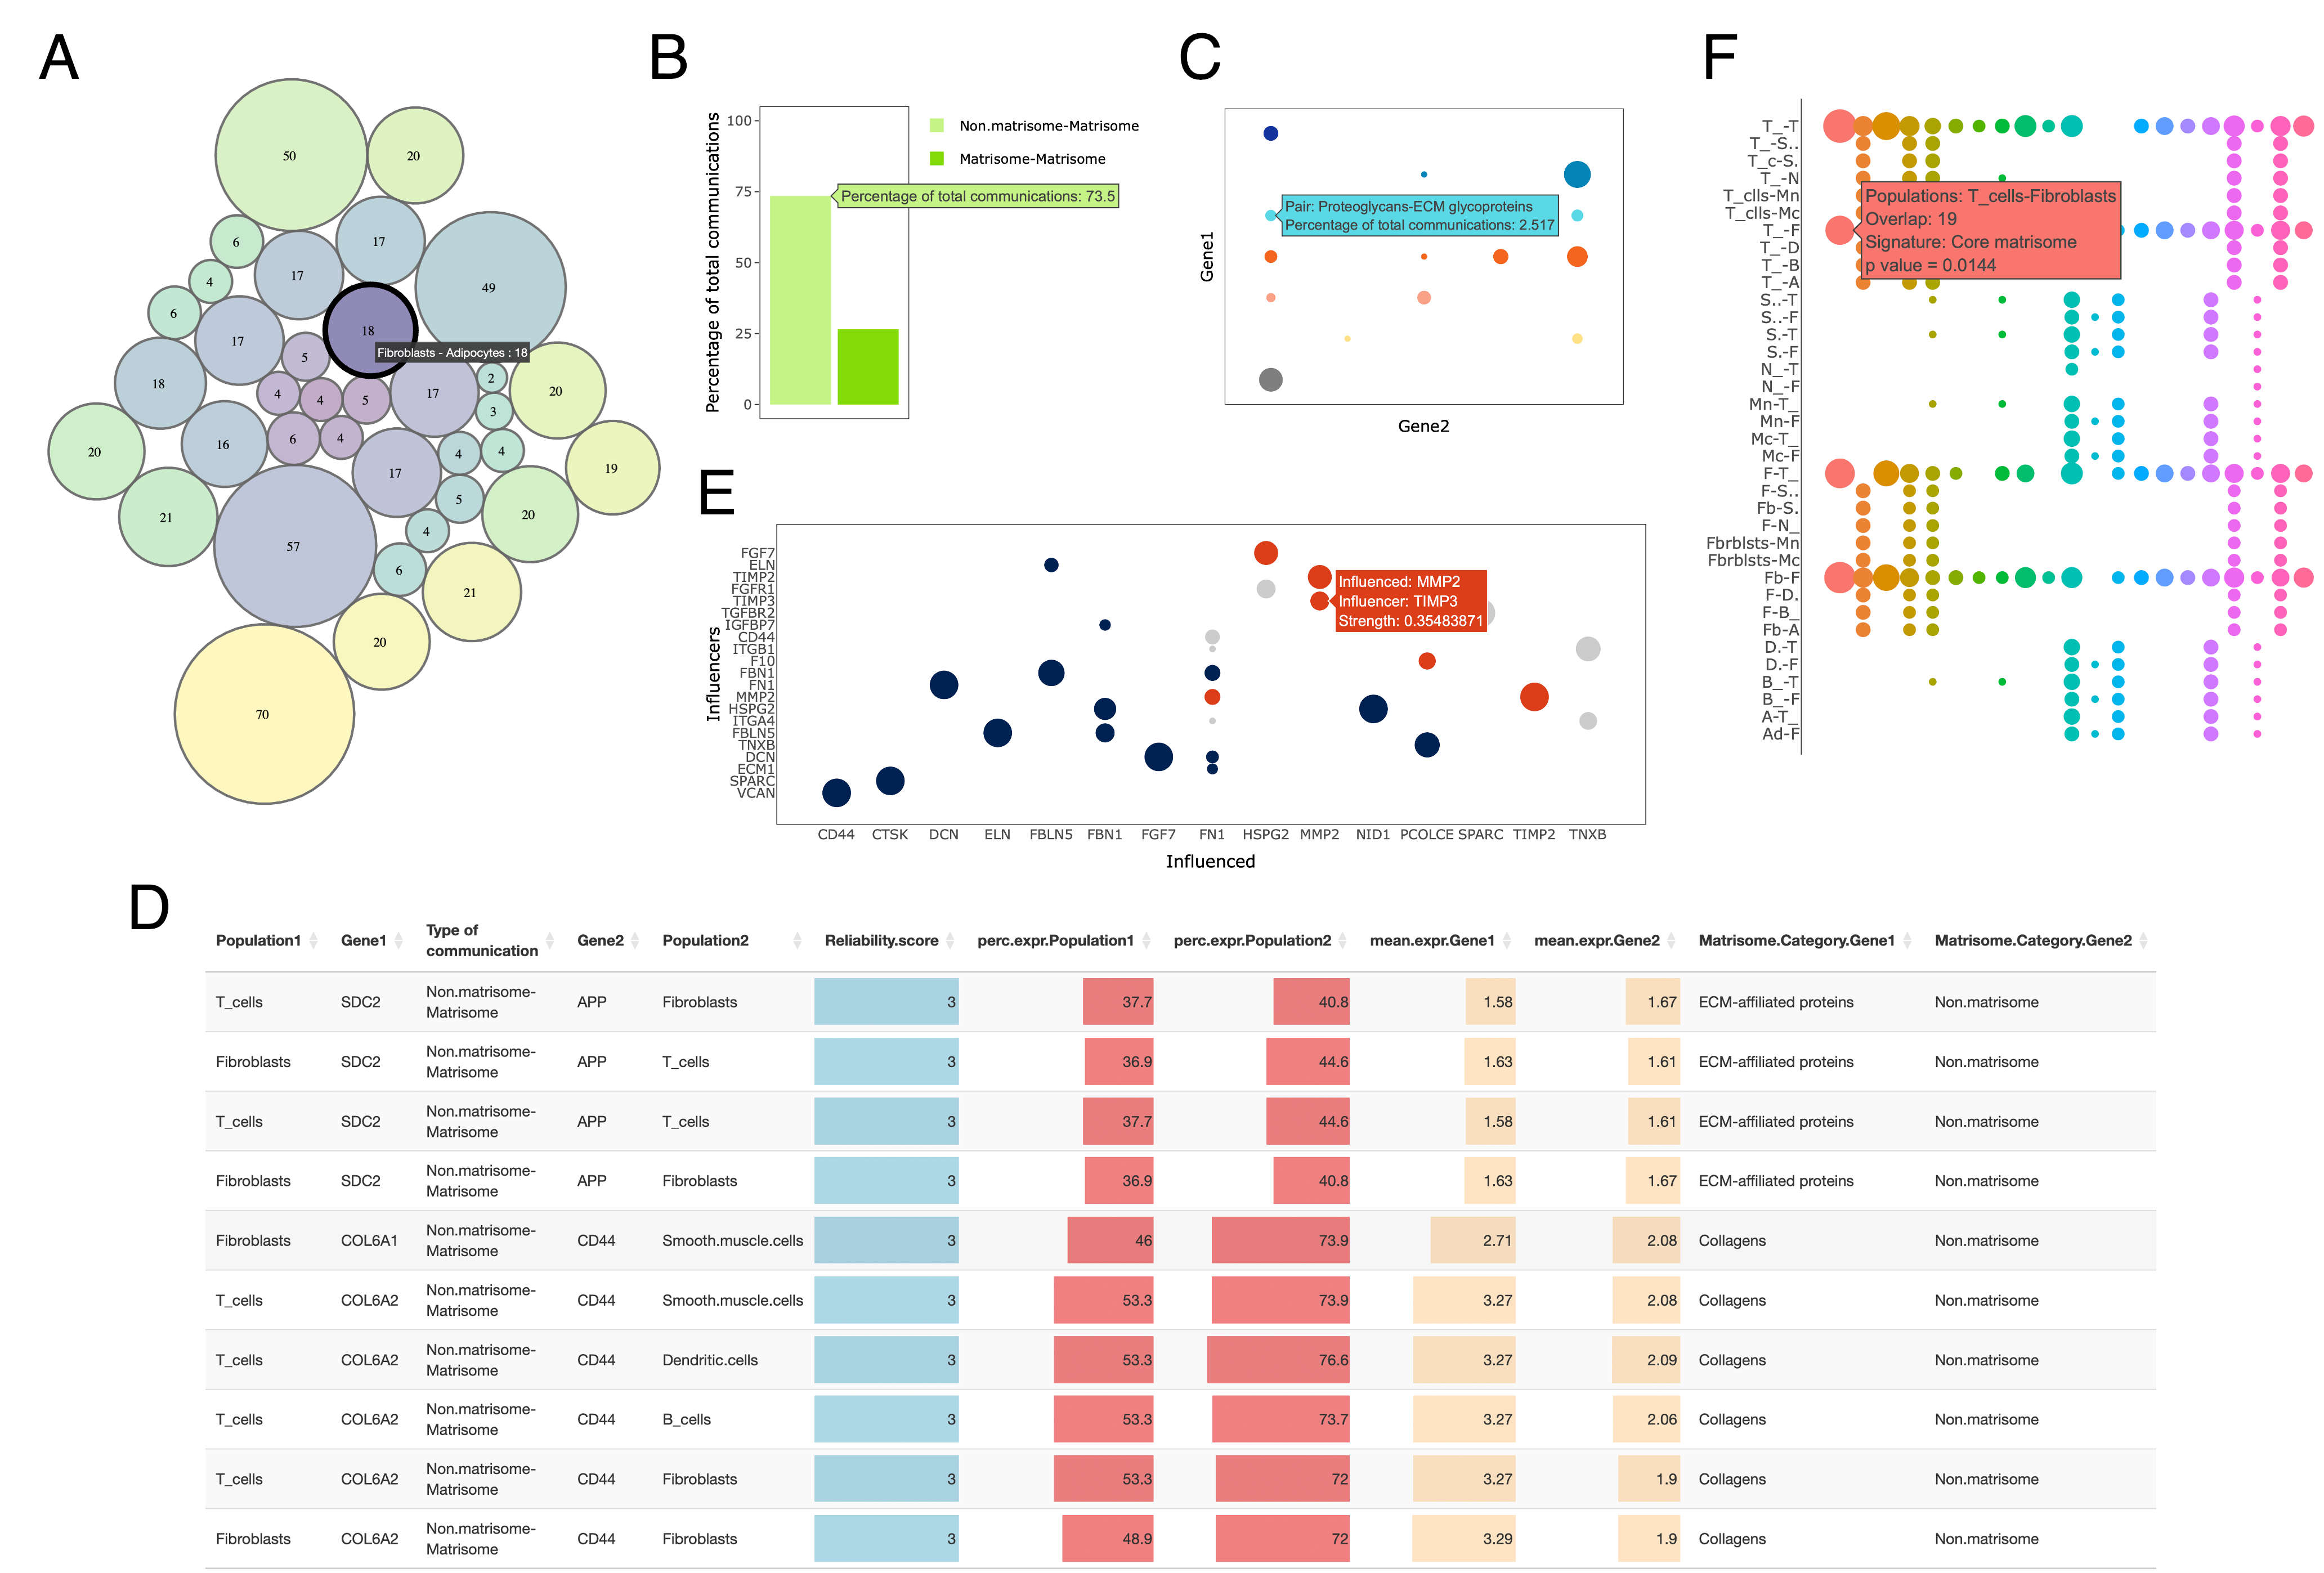 A
50
20
6
17
17
4
49
6
18
17
Fibroblasts - Adipocytes : 18
5
18
2
20
4
4
5
17
3
20
16
6
4
4
4
19
17
5
21
20
57
4
6
21
20
70
B
Percentage of total communications
100
75
50
25
0
Non.matrisome-Matrisome
Matrisome-Matrisome
Percentage of total communications: 73.5
C
Gene1
Pair: Proteoglycans-ECM glycoproteins
Percentage of total communications: 2.517
Gene2
E
Influencers
FGF7
ELN
TIMP2
FGFR1
TIMP3
TGFBR2
IGFBP7
CD44
ITGB1
F10
FBN1
FN1
MMP2
HSPG2
ITGA4
FBLN5
TNXB
DCN
ECM1
SPARC
VCAN
Influenced: MMP2
Influencer: TIMP3
Strength: 0.35483871
CD44 CTSK DCN ELN FBLN5 FBN1 FGF7 FN1 HSPG2 MMP2 NID1 PCOLCE SPARC TIMP2 TNXB
Influenced
F
T_-T
T_-S..
T_c-S.
T_-N
T_clls-Mn
T_clls-Mc
T_-F
T_-D
T_-B
T_-A
S..-T
S..-F
S.-T
S.-F
N_-T
N_-F
Mn-T_
Mn-F
Mc-T_
Mc-F
F-T_
F-S..
Fb-S.
F-N_
Fbrblsts-Mn
Fbrblsts-Mc
Fb-F
F-D.
F-B_
Fb-A
D.-T
D.-F
B_-T
B_-F
A-T_
Ad-F
Populations: T_cells-Fibroblasts
Overlap: 19
Signature: Core matrisome
p value = 0.0144
D
Population1 Gene1 Type of communication Gene2 Population2 Reliability.score perc.expr.Population1 perc.expr.Population2 mean.expr.Gene1 mean.expr.Gene2 Matrisome.Category.Gene1 Matrisome.Category.Gene2
T_cells SDC2 Non.matrisome-Matrisome APP Fibroblasts 3 37.7 40.8 1.58 1.67 ECM-affiliated proteins Non.matrisome
Fibroblasts SDC2 Non.matrisome-Matrisome APP T_cells 3 36.9 44.6 1.63 1.61 ECM-affiliated proteins Non.matrisome
T_cells SDC2 Non.matrisome-Matrisome APP T_cells 3 37.7 44.6 1.58 1.61 ECM-affiliated proteins Non.matrisome
Fibroblasts SDC2 Non.matrisome-Matrisome APP Fibroblasts 3 36.9 40.8 1.63 1.67 ECM-affiliated proteins Non.matrisome
Fibroblasts COL6A1 Non.matrisome-Matrisome CD44 Smooth.muscle.cells 3 46 73.9 2.71 2.08 Collagens Non.matrisome
T_cells COL6A2 Non.matrisome-Matrisome CD44 Smooth.muscle.cells 3 53.3 73.9 3.27 2.08 Collagens Non.matrisome
T_cells COL6A2 Non.matrisome-Matrisome CD44 Dendritic.cells 3 53.3 76.6 3.27 2.09 Collagens Non.matrisome
T_cells COL6A2 Non.matrisome-Matrisome CD44 B_cells 3 53.3 73.7 3.27 2.06 Collagens Non.matrisome
T_cells COL6A2 Non.matrisome-Matrisome CD44 Fibroblasts 3 53.3 72 3.27 1.9 Collagens Non.matrisome
Fibroblasts COL6A2 Non.matrisome-Matrisome CD44 Fibroblasts 3 48.9 72 3.29 1.9 Collagens Non.matrisome